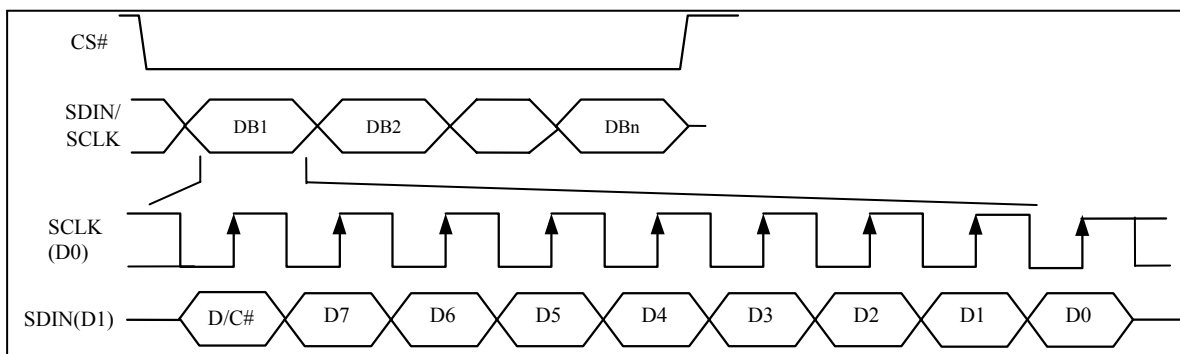 CS#
SDIN/
SCLK
DB1 DB2 DBn
SCLK
(D0)
SDIN(D1) D/C# D7 D6 D5 D4 D3 D2 D1 D0